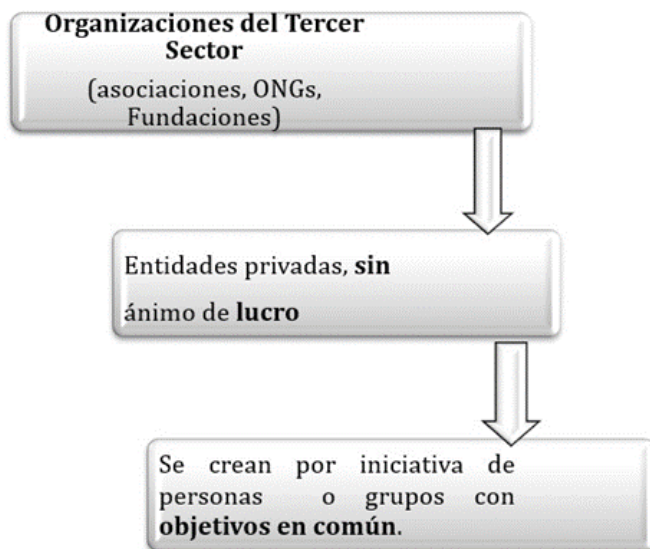 Organizaciones del Tercer
Sector
(asociaciones, ONGs,
Fundaciones)
Entidades privadas, sin
ánimo de lucro
Se crean por iniciativa de
personas o grupos con
objetivos en común.